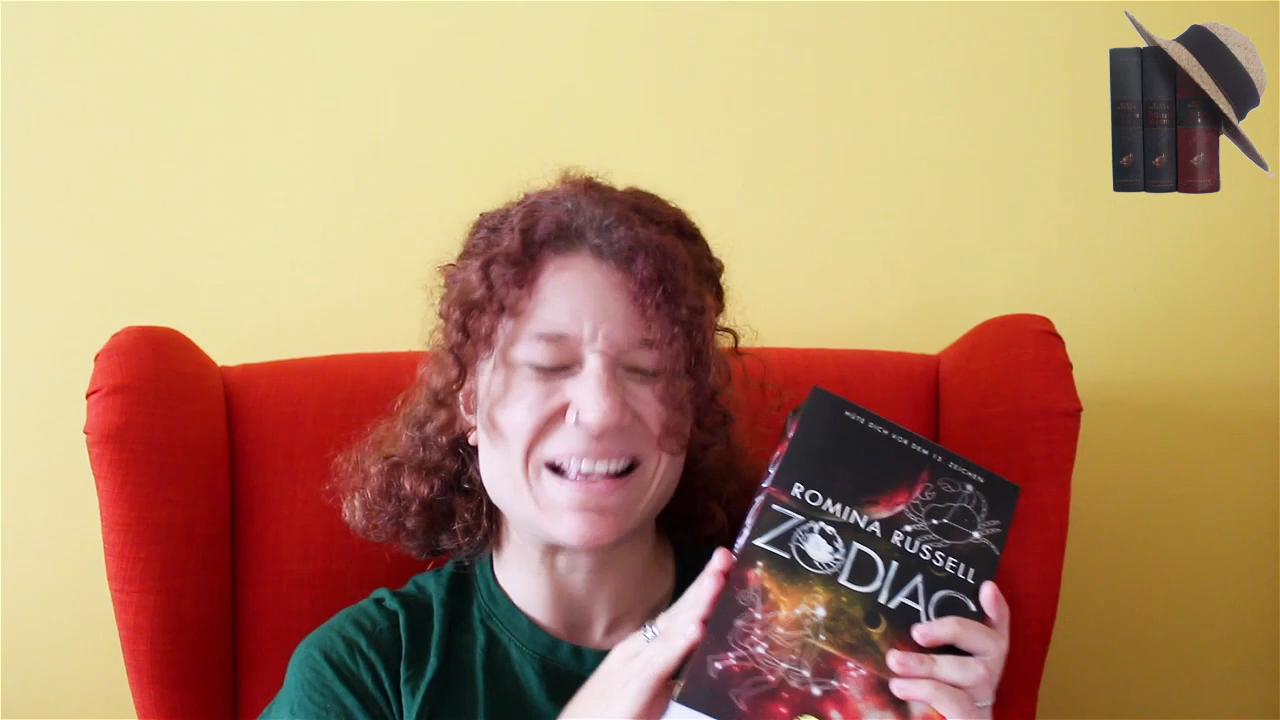 HÜTE DICH VOR DEM 13. ZEICHEN
ROMINA RUSSELL
ZODIAC